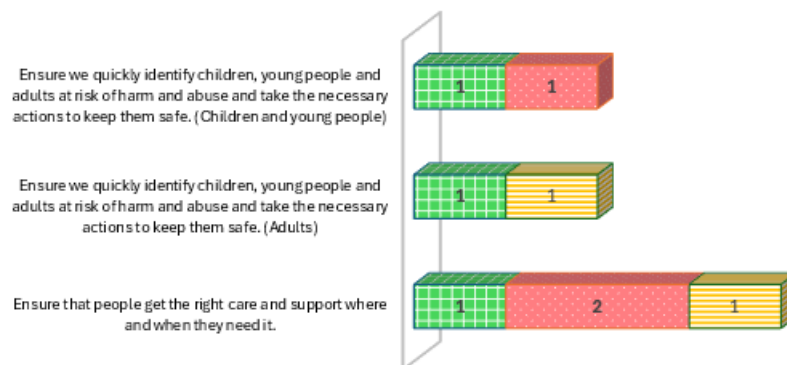 Ensure we quickly identify children, young people and
adults at risk of harm and abuse and take the necessary
actions to keep them safe. (Children and young people)
1 1
Ensure we quickly identify children, young people and
adults at risk of harm and abuse and take the necessary
actions to keep them safe. (Adults)
1 1
Ensure that people get the right care and support where
and when they need it.
1 2 1